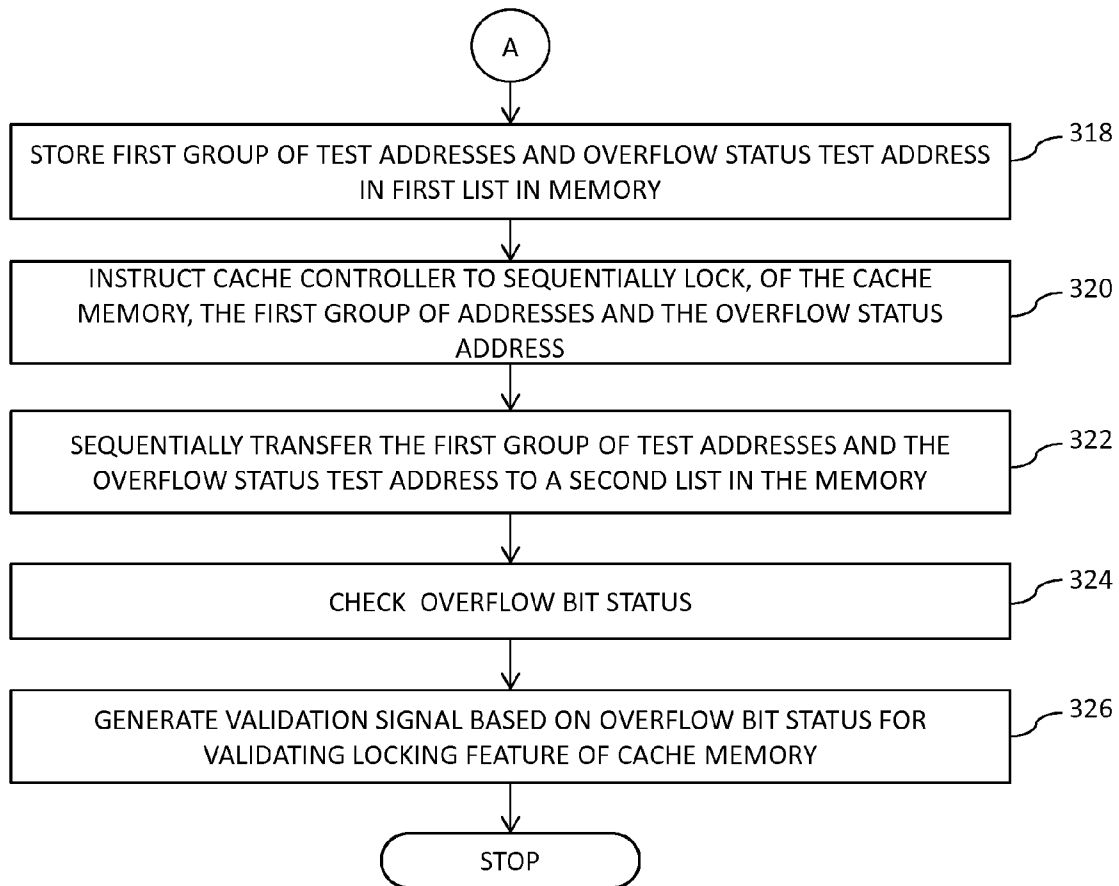 A
STORE FIRST GROUP OF TEST ADDRESSES AND OVERFLOW STATUS TEST ADDRESS
IN FIRST LIST IN MEMORY
318
INSTRUCT CACHE CONTROLLER TO SEQUENTIALLY LOCK, OF THE CACHE
MEMORY, THE FIRST GROUP OF ADDRESSES AND THE OVERFLOW STATUS
ADDRESS
320
SEQUENTIALLY TRANSFER THE FIRST GROUP OF TEST ADDRESSES AND THE
OVERFLOW STATUS TEST ADDRESS TO A SECOND LIST IN THE MEMORY
322
CHECK OVERFLOW BIT STATUS
324
GENERATE VALIDATION SIGNAL BASED ON OVERFLOW BIT STATUS FOR
VALIDATING LOCKING FEATURE OF CACHE MEMORY
326
STOP